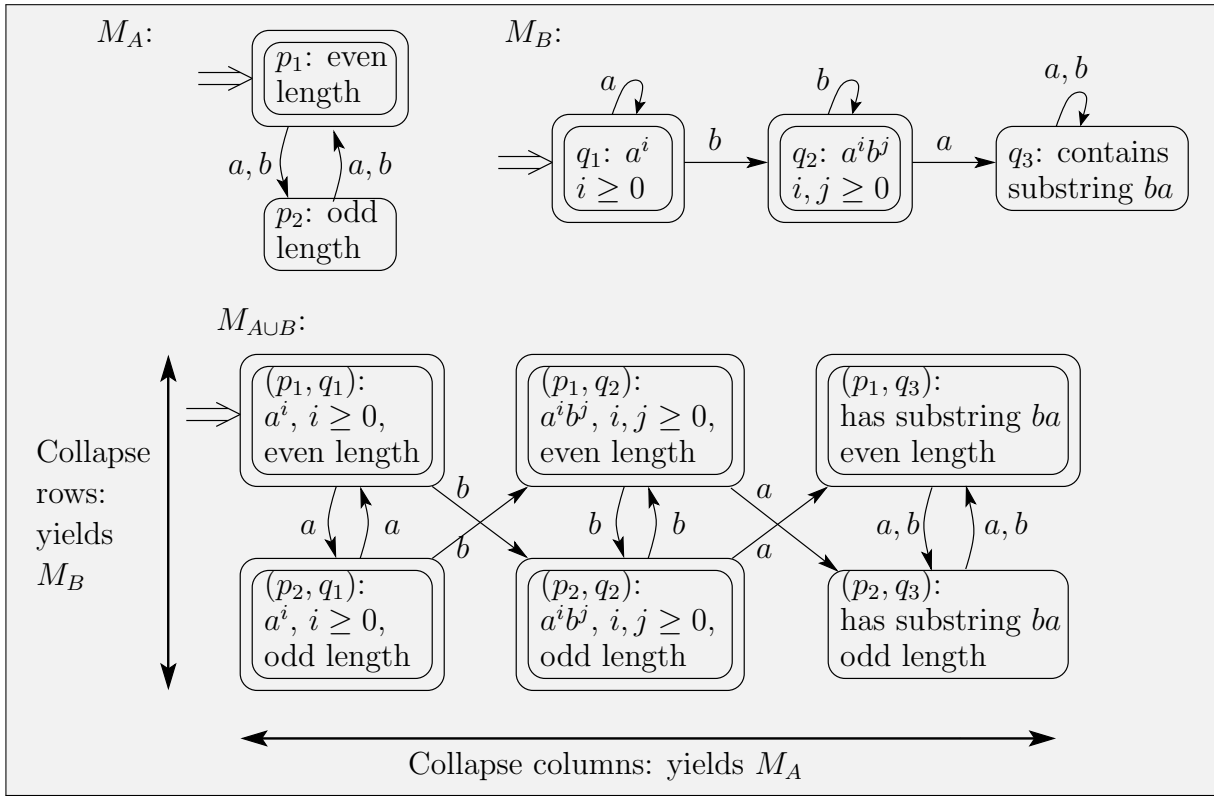 M_A:
p_1: even
length
a, b
a, b
p_2: odd
length
M_B:
a
b
a, b
q_1: a^i
i ≥ 0
b
q_2: a^i b^j
i, j ≥ 0
a
q_3: contains
substring ba
M_{A∪B}:
(p_1, q_1):
a^i, i ≥ 0,
even length
(p_1, q_2):
a^i b^j, i, j ≥ 0,
even length
(p_1, q_3):
has substring ba
even length
Collapse
rows:
yields
M_B
a
a
b
b
b
b
a
a
a, b
a, b
(p_2, q_1):
a^i, i ≥ 0,
odd length
(p_2, q_2):
a^i b^j, i, j ≥ 0,
odd length
(p_2, q_3):
has substring ba
odd length
Collapse columns: yields M_A